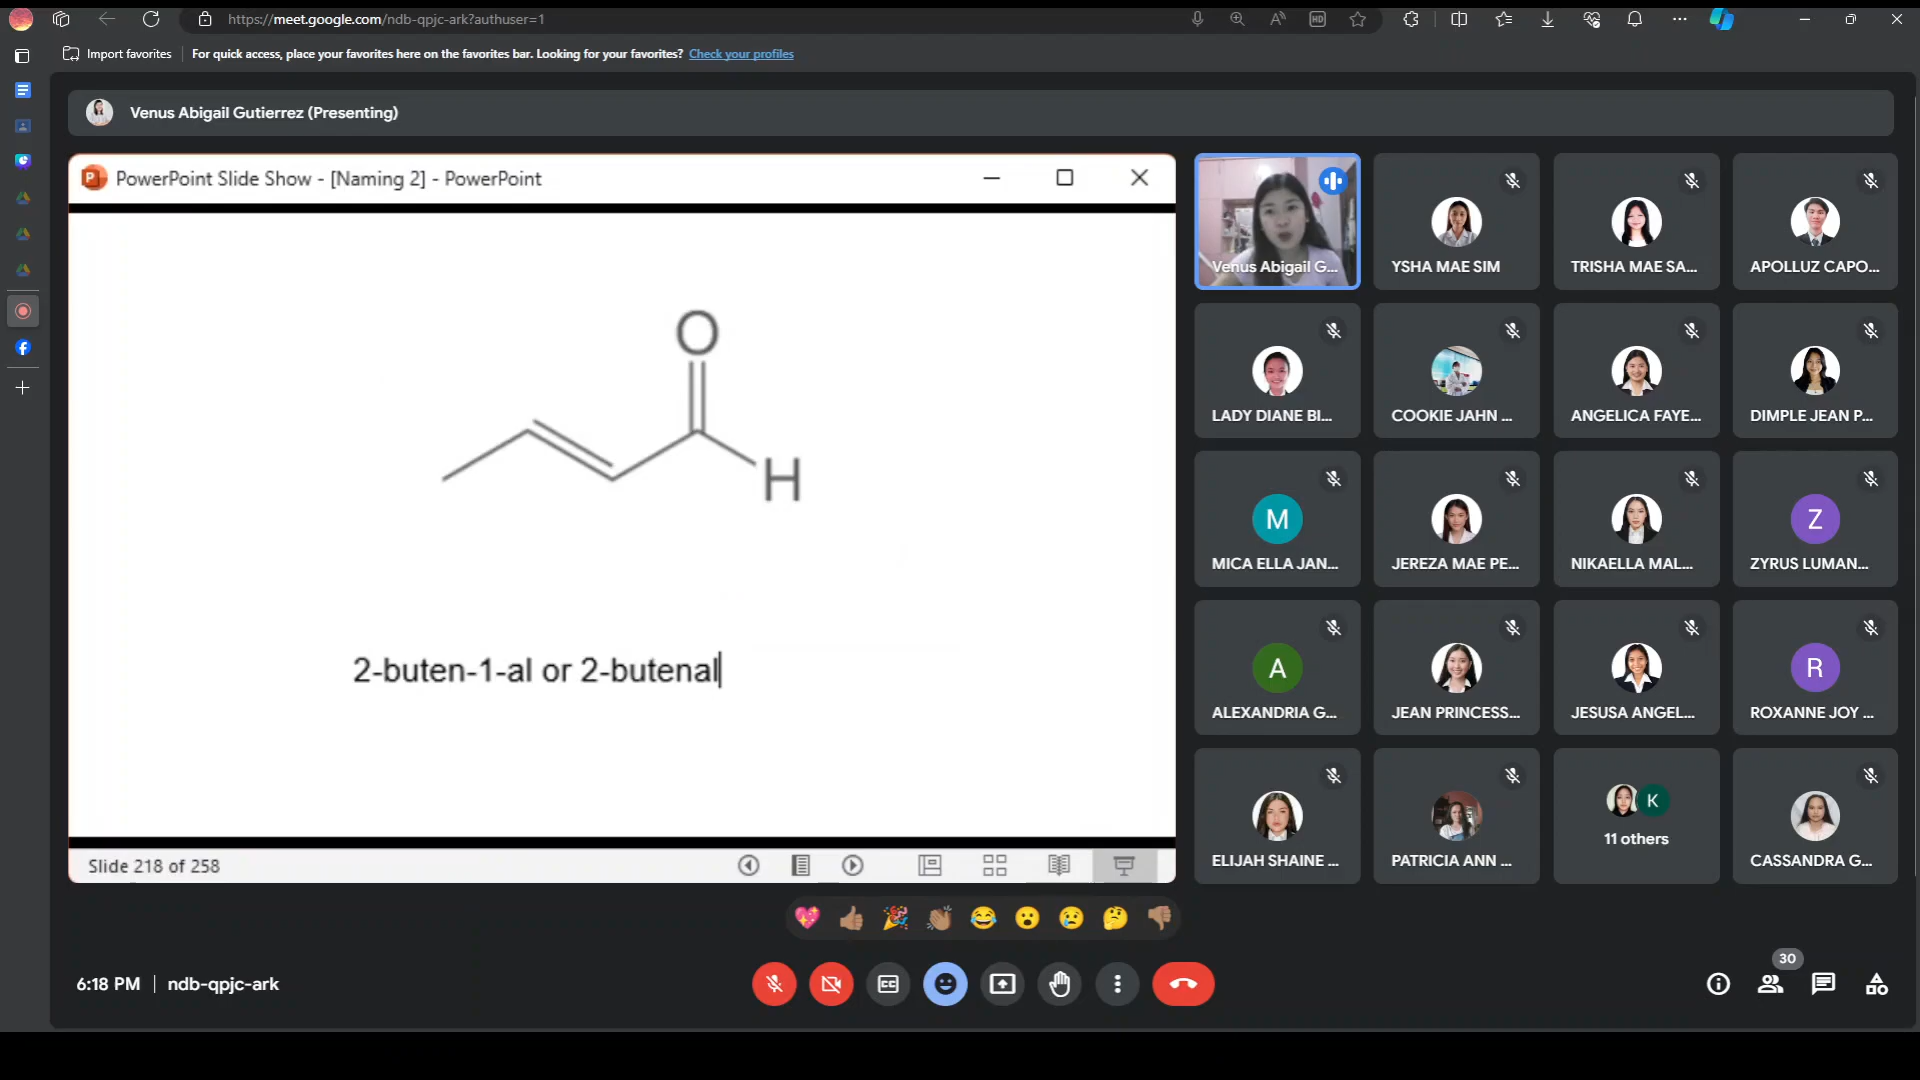 https://meet.google.com/ndb-qpjc-ark?authuser=1
Import favorites
For quick access, place your favorites here on the favorites bar. Looking for your favorites? Check your profiles
Venus Abigail Gutierrez (Presenting)
PowerPoint Slide Show - [Naming 2] - PowerPoint
O
H
2-buten-1-al or 2-butenal
Slide 218 of 258
Venus Abigail G...
YSHA MAE SIM
TRISHA MAE SA...
APOLLUZ CAPO...
LADY DIANE BI...
COOKIE JAHN ...
ANGELICA FAYE...
DIMPLE JEAN P...
M
MICA ELLA JAN...
JEREZA MAE PE...
NIKAELLA MAL...
Z
ZYRUS LUMAN...
A
ALEXANDRIA G...
JEAN PRINCESS...
JESUSA ANGEL...
R
ROXANNE JOY ...
ELIJAH SHAINE ...
PATRICIA ANN ...
K
11 others
CASSANDRA G...
6:18 PM | ndb-qpjc-ark
30